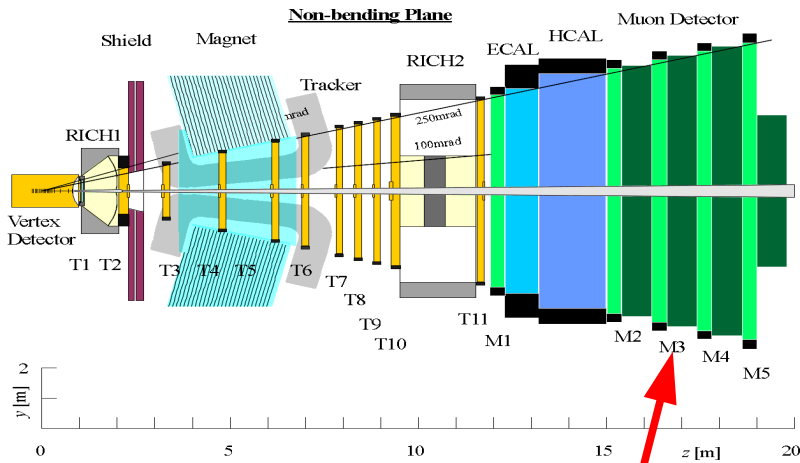 Non-bending Plane
Shield
Magnet
Muon Detector
HCAL
ECAL
RICH2
Tracker
RICH1
250mrad
100mrad
Vertex
Detector
T1
T2
T3
T4
T5
T6
T7
T8
T9
T10
T11
M1
M2
M3
M4
M5
2
y [m]
0
5
10
15
20
z [m]